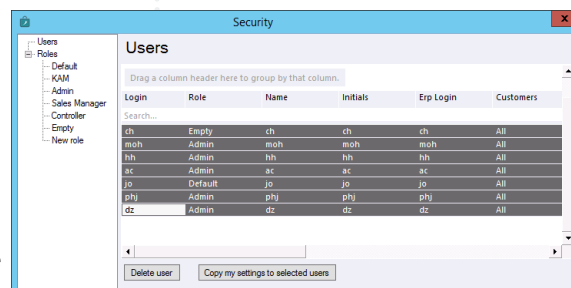 Security
x
Users
Roles
Default
KAM
Admin
Sales Manager
Controller
Empty
New role
Users
Drag a column header here to group by that column.
Login Role Name Initials Erp Login Customers
Search...
ch Empty ch ch ch All
moh Admin moh moh moh All
hh Admin hh hh hh All
ac Admin ac ac ac All
jo Default jo jo jo All
phj Admin phj phj phj All
dz Admin dz dz dz All
Delete user Copy my settings to selected users